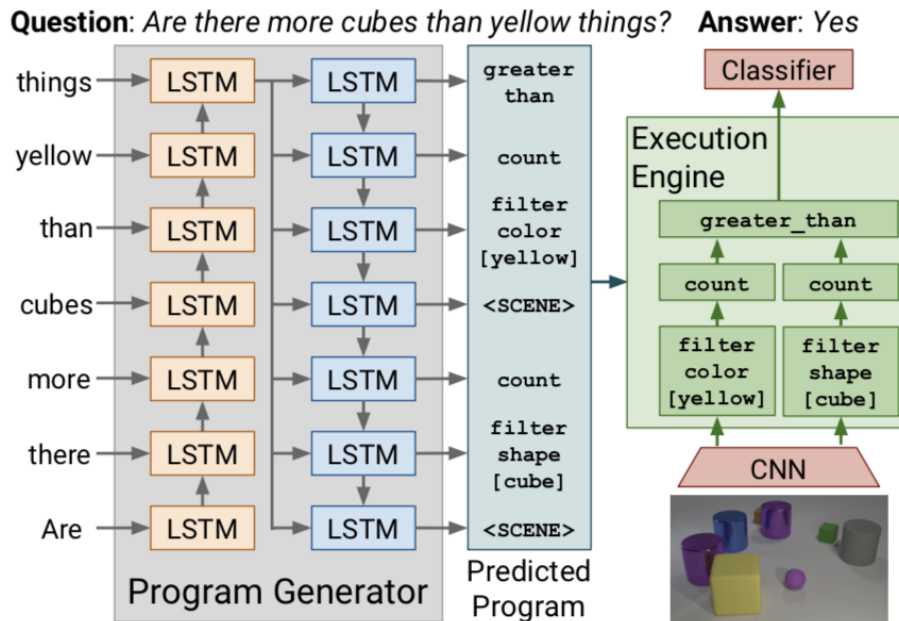 Question: Are there more cubes than yellow things? Answer: Yes
things
yellow
than
cubes
more
there
Are
LSTM
LSTM
LSTM
LSTM
LSTM
LSTM
LSTM
LSTM
LSTM
LSTM
LSTM
LSTM
LSTM
LSTM
Program Generator
greater
than
count
filter
color
[yellow]
<SCENE>
count
filter
shape
[cube]
<SCENE>
Predicted
Program
Classifier
Execution
Engine
greater_than
count
count
filter
color
[yellow]
filter
shape
[cube]
CNN